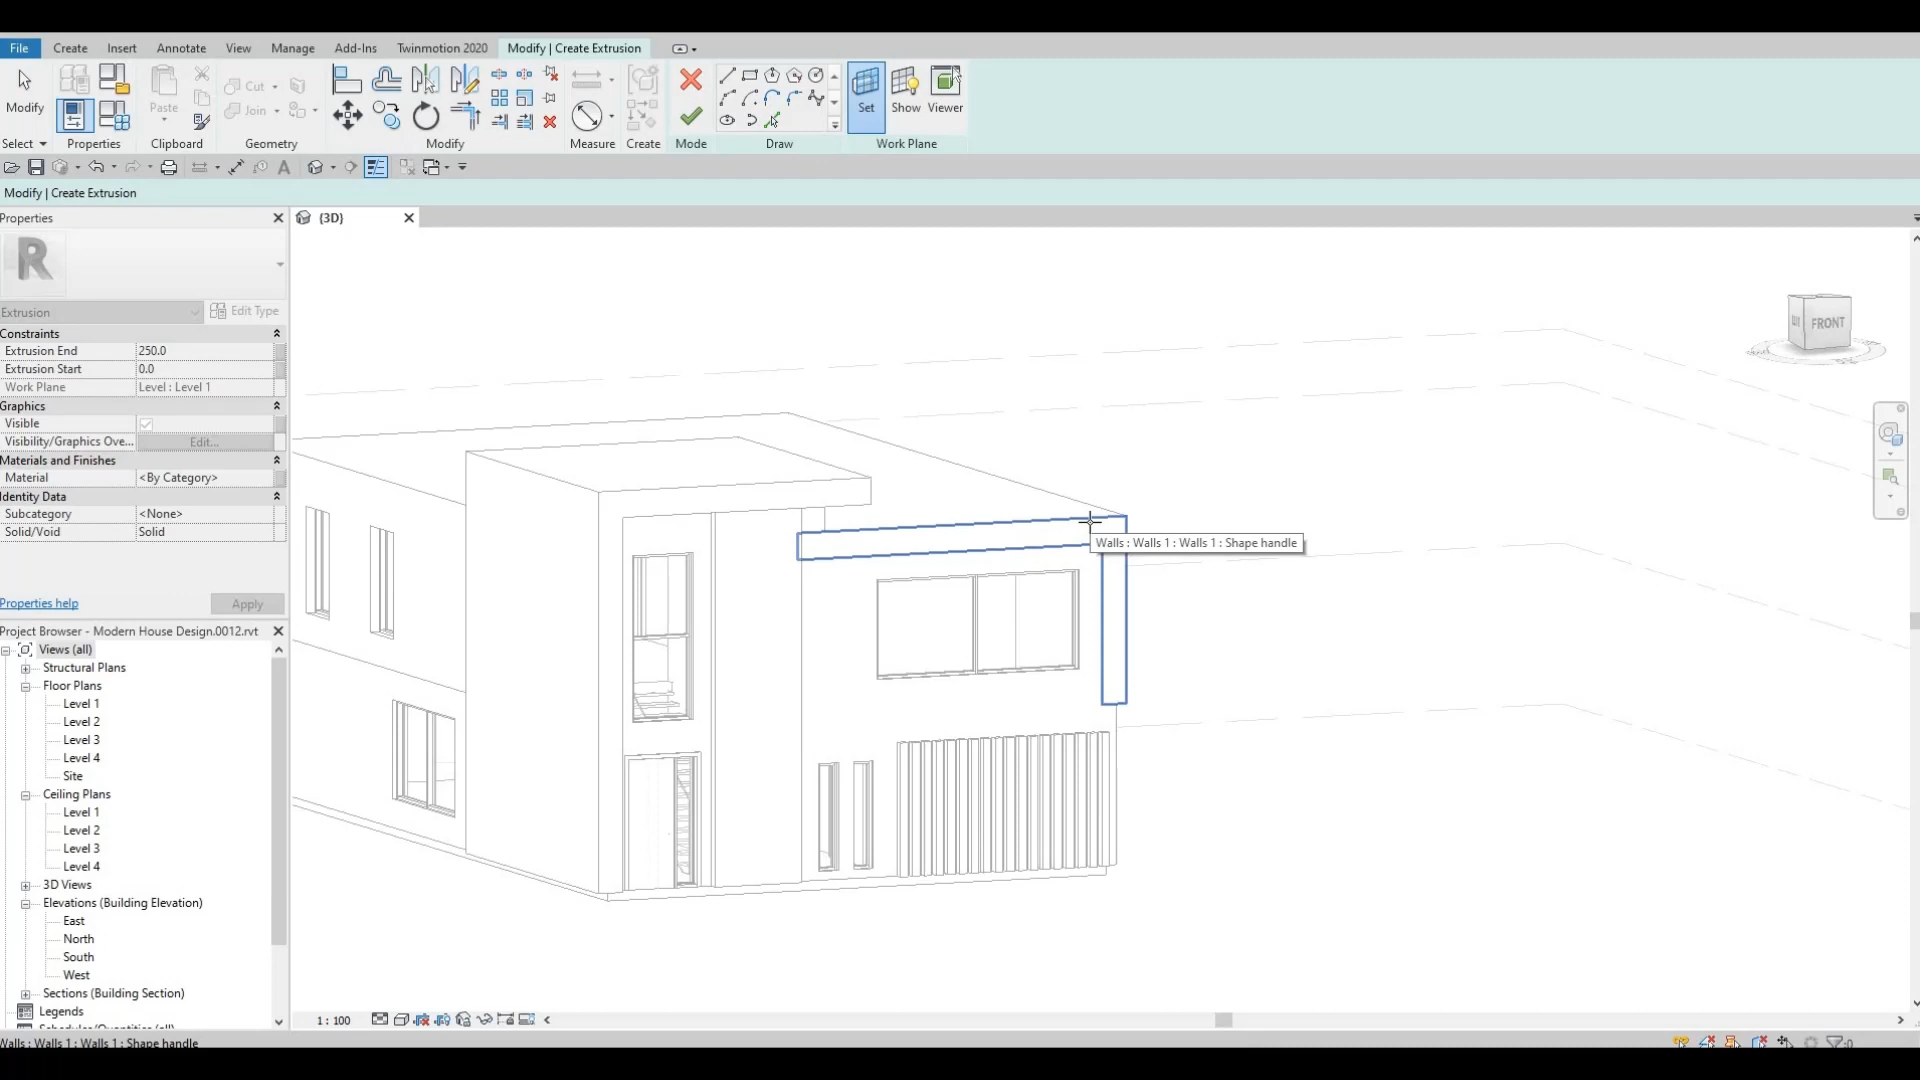 File Create Insert Annotate View Manage Add-Ins Twinmotion 2020 Modify | Create Extrusion
Modify Paste Cut Join Set Show Viewer
Select Properties Clipboard Geometry Modify Measure Create Mode Draw Work Plane
Modify | Create Extrusion
Properties
{3D}
R
Extrusion Edit Type
Constraints
Extrusion End 250.0
Extrusion Start 0.0
Work Plane Level : Level 1
Graphics
Visible
Visibility/Graphics Ove... Edit...
Materials and Finishes
Material <By Category>
Identity Data
Subcategory <None>
Solid/Void Solid
Properties help Apply
Project Browser - Modern House Design.0012.rvt
Views (all)
Structural Plans
Floor Plans
Level 1
Level 2
Level 3
Level 4
Site
Ceiling Plans
Level 1
Level 2
Level 3
Level 4
3D Views
Elevations (Building Elevation)
East
North
South
West
Sections (Building Section)
Legends
Schedules/Quantities (all)
FRONT
Walls : Walls 1 : Walls 1 : Shape handle
1 : 100
Walls : Walls 1 : Walls 1 : Shape handle
:0